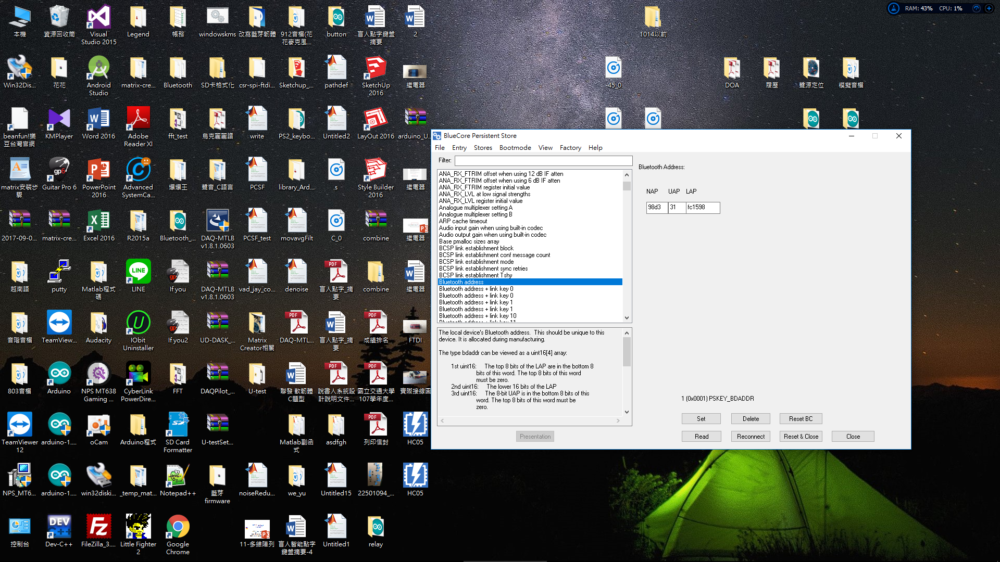 本機
資源回收筒
Visual
Studio 2015
Legend
帳務
windowskms
改寫藍芽韌體
912音檔(花
花麥克風...
button
盲人點字鍵盤
摘要
2
1014以前
RAM: 43% CPU: 1%
Win32Dis...
花花
Android
Studio
matrix-cre...
Bluetooth
SD卡格式化
csr-spi-ftdi...
Sketchup_...
pathdef
SketchUp
2016
繼電器
-45_0
DOA
履歷
聲源定位
模擬音檔
beanfun!樂
豆台灣官網
KMPlayer
Word 2016
Adobe
Reader XI
fft_test
烏克麗麗譜
write
PS2_keybo...
Untitled2
LayOut 2016
arduino_U...
matrix安裝步
驟
Guitar Pro 6
PowerPoint
2016
Advanced
SystemCa...
爆爆王
聲音_C語言
PCSF
library_Ard...
s
Style Builder
2016
繼電器
2017-09-0...
matrix-cre...
Excel 2016
R2015a
Bluetooth_...
DAQ-MTLB
v1.8.1.0603
PCSF_test
movavgFilt
C_0
combine
繼電器
越南語
putty
Matlab程式
碼
LINE
If you
DAQ-MTLB
v1.8.1.0603
vad_jay_co...
denoise
盲人點字_摘
要
combine
繼電器
音階音檔
TeamView...
Audacity
IObit
Uninstaller
If you2
UD-DASK_...
Matrix
Creator相關
DAQ-MTL...
盲人點字_摘
要
成績排名
FTDI
803音檔
Arduino
NPS MT638
Gaming ...
CyberLink
PowerDire...
FFT
DAQPilot_...
U-test
聯發 軟韌體
C題型
說書人系統設
計說明文件...
國立交通大學
107學年度...
實際接線圖
TeamViewer
12
arduino-1....
oCam
Arduino程式
SD Card
Formatter
U-testSet...
Matlab副函
式
asdfgh
列印信封
HC05
NPS_MT6...
arduino-1....
win32diski...
_temp_mat...
Notepad++
藍芽
firmware
noiseRedu...
we_yu
Untitled15
22501094_...
HC05
控制台
Dev-C++
FileZilla_3....
Little Fighter
2
Google
Chrome
11-多維陣列
盲人智能點字
鍵盤摘要-4
Untitled1
relay
BlueCore Persistent Store
File Entry Stores Bootmode View Factory Help
Filter:
ANA_RX_FTRIM offset when using 12 dB IF atten
ANA_RX_FTRIM offset when using 6 dB IF atten
ANA_RX_FTRIM register initial value
ANA_RX_LVL at low signal strengths
ANA_RX_LVL register initial value
Analogue multiplexer setting A
Analogue multiplexer setting B
ARP cache timeout
Audio input gain when using built-in codec
Audio output gain when using built-in codec
Base pmalloc sizes array
BCSP link establishment block
BCSP link establishment conf message count
BCSP link establishment mode
BCSP link establishment sync retries
BCSP link establishment Tshy
Bluetooth address
Bluetooth address + link key 0
Bluetooth address + link key 0
Bluetooth address + link key 1
Bluetooth address + link key 1
Bluetooth address + link key 10
Bluetooth address + link key 11
The local device's Bluetooth address. This should be unique to this
device. It is allocated during manufacturing.
The type bdaddr can be viewed as a uint16[4] array:
1st uint16: The top 8 bits of the LAP are in the bottom 8
bits of this word. The top 8 bits of this word
must be zero.
2nd uint16: The lower 16 bits of the LAP
3rd uint16: The 8-bit UAP is in the bottom 8 bits of this
word. The top 8 bits of this word must be
zero.
Presentation
Bluetooth Address:
NAP UAP LAP
98d3 31 fc1598
1 (0x0001) PSKEY_BDADDR
Set Delete Reset BC
Read Reconnect Reset & Close Close